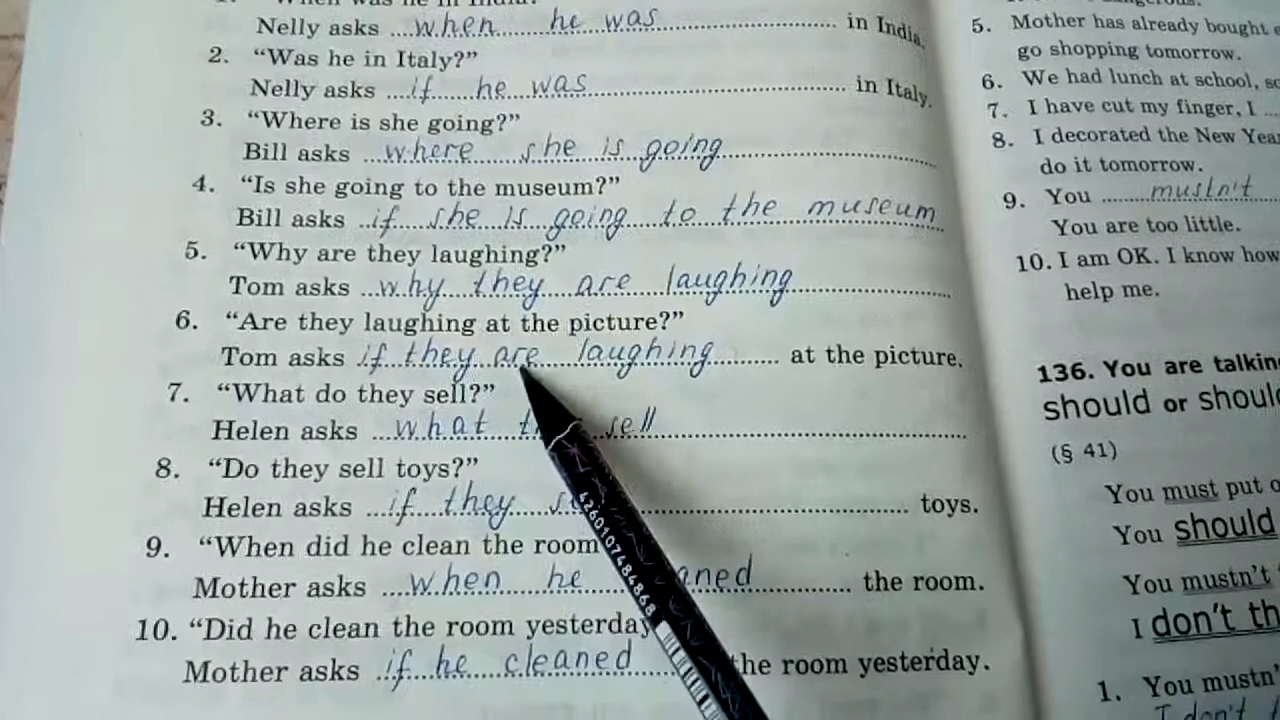 1. "When was he in India?"
Nelly asks ...when he was... in India.
2. "Was he in Italy?"
Nelly asks ...if he was... in Italy.
3. "Where is she going?"
Bill asks ...where she is going...
4. "Is she going to the museum?"
Bill asks ...if she is going to the museum
5. "Why are they laughing?"
Tom asks ...why they are laughing...
6. "Are they laughing at the picture?"
Tom asks ...if they are laughing... at the picture.
7. "What do they sell?"
Helen asks ...what sell...
8. "Do they sell toys?"
Helen asks ...if they ... toys.
9. "When did he clean the room
Mother asks ...when he ... the room.
10. "Did he clean the room yesterday
Mother asks ...if he cleaned... the room yesterday.
4260107484868
5. Mother has already bought
go shopping tomorrow.
6. We had lunch at school,
7. I have cut my finger, I ...
8. I decorated the New
do it tomorrow.
9. You ...mustn't
You are too little.
10. I am OK. I know how
help me.
136. You are
should or
(§ 41)
You must put
You should
You mustn't
I don't
1. You
I don't